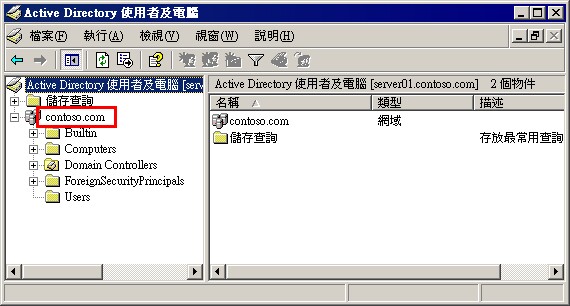 Active Directory 使用者及電腦
檔案(F) 執行(A) 檢視(V) 視窗(W) 說明(H)
Active Directory 使用者及電腦 [serv
儲存查詢
contoso.com
Builtin
Computers
Domain Controllers
ForeignSecurityPrincipals
Users
Active Directory 使用者及電腦 [server01.contoso.com] 2 個物件
名稱 類型 描述
contoso.com 網域
儲存查詢 存放最常用查詢